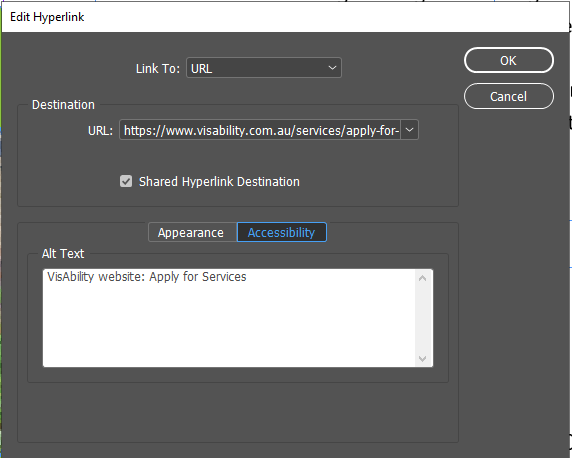 Edit Hyperlink
Link To: URL
OK
Cancel
Destination
URL: https://www.visability.com.au/services/apply-for-
Shared Hyperlink Destination
Appearance Accessibility
Alt Text
VisAbility website: Apply for Services